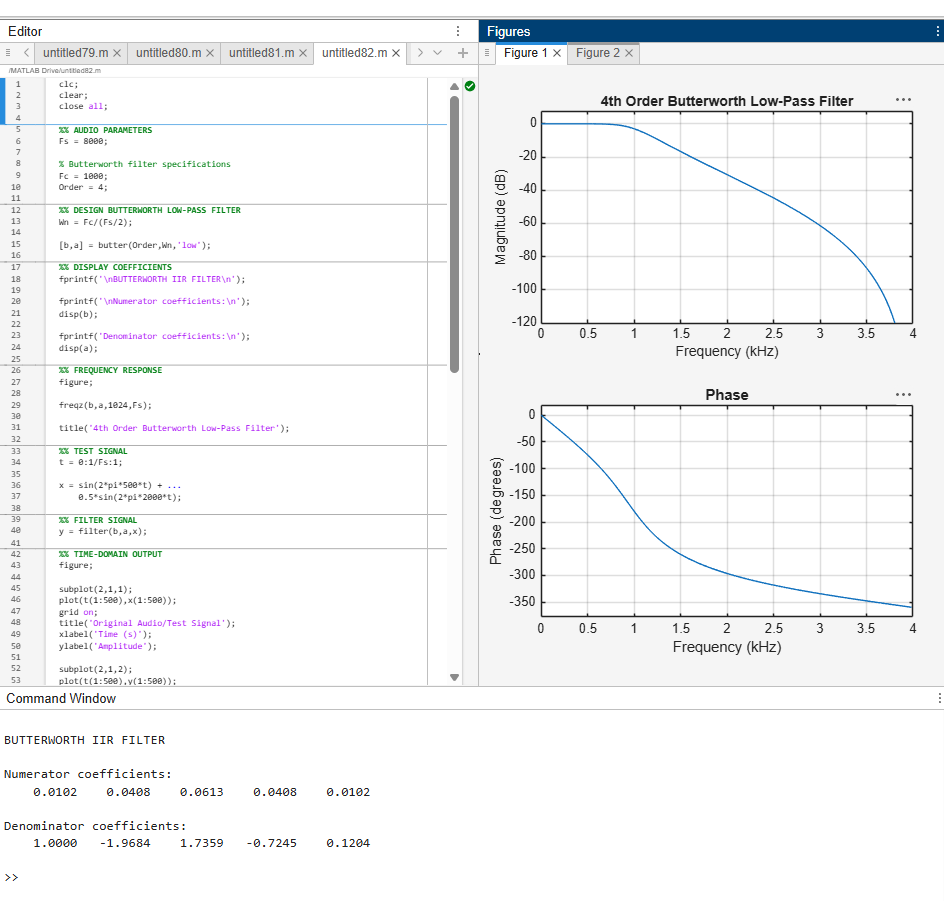 Editor
untitled79.m × untitled80.m × untitled81.m × untitled82.m ×
/MATLAB Drive/untitled82.m
1 clc;
2 clear;
3 close all;
4
5 %% AUDIO PARAMETERS
6 Fs = 8000;
7
8 % Butterworth filter specifications
9 Fc = 1000;
10 Order = 4;
11
12 %% DESIGN BUTTERWORTH LOW-PASS FILTER
13 Wn = Fc/(Fs/2);
14
15 [b,a] = butter(Order,Wn,'low');
16
17 %% DISPLAY COEFFICIENTS
18 fprintf('\nBUTTERWORTH IIR FILTER\n');
19
20 fprintf('\nNumerator coefficients:\n');
21 disp(b);
22
23 fprintf('Denominator coefficients:\n');
24 disp(a);
25
26 %% FREQUENCY RESPONSE
27 figure;
28
29 freqz(b,a,1024,Fs);
30
31 title('4th Order Butterworth Low-Pass Filter');
32
33 %% TEST SIGNAL
34 t = 0:1/Fs:1;
35
36 x = sin(2*pi*500*t) + ...
37 0.5*sin(2*pi*2000*t);
38
39 %% FILTER SIGNAL
40 y = filter(b,a,x);
41
42 %% TIME-DOMAIN OUTPUT
43 figure;
44
45 subplot(2,1,1);
46 plot(t(1:500),x(1:500));
47 grid on;
48 title('Original Audio/Test Signal');
49 xlabel('Time (s)');
50 ylabel('Amplitude');
51
52 subplot(2,1,2);
53 plot(t(1:500),y(1:500));
Figures
Figure 1 × Figure 2 ×
4th Order Butterworth Low-Pass Filter
Magnitude (dB)
0
-20
-40
-60
-80
-100
-120
0 0.5 1 1.5 2 2.5 3 3.5 4
Frequency (kHz)
Phase
Phase (degrees)
0
-50
-100
-150
-200
-250
-300
-350
0 0.5 1 1.5 2 2.5 3 3.5 4
Frequency (kHz)
Command Window
BUTTERWORTH IIR FILTER
Numerator coefficients:
0.0102 0.0408 0.0613 0.0408 0.0102
Denominator coefficients:
1.0000 -1.9684 1.7359 -0.7245 0.1204
>>